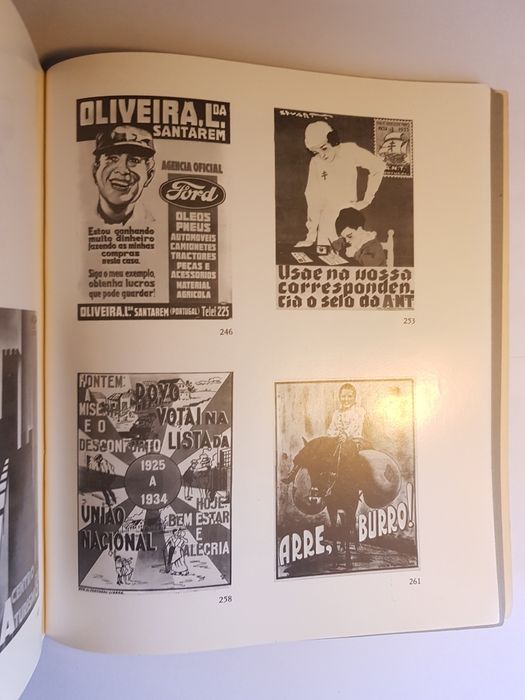 OLIVEIRA, L.DA
SANTAREM
AGENCIA OFICIAL
Ford
Estou ganhando
muito dinheiro
fazendo as minhas
compras
nesta casa.
Siga o meu exemplo,
obtenha lucros
que pode guardar!
OLEOS
PNEUS
AUTOMOVEIS
CAMIONETES
TRACTORES
PEÇAS E
ACESSORIOS
MATERIAL
AGRICOLA
OLIVEIRA, L.DA SANTAREM (PORTUGAL) Telef. 225
246
A.N.T.
Usae na vossa
corresponden-
cia o selo da ANT
253
HONTEM:
A
MISERIA
E O
DESCONFORTO
POVO
VOTAI NA
LISTA DA
1925
A
1934
UNIÃO
NACIONAL
HOJE-
BEM ESTAR
E
ALEGRIA
258
ARRE, BURRO!
261